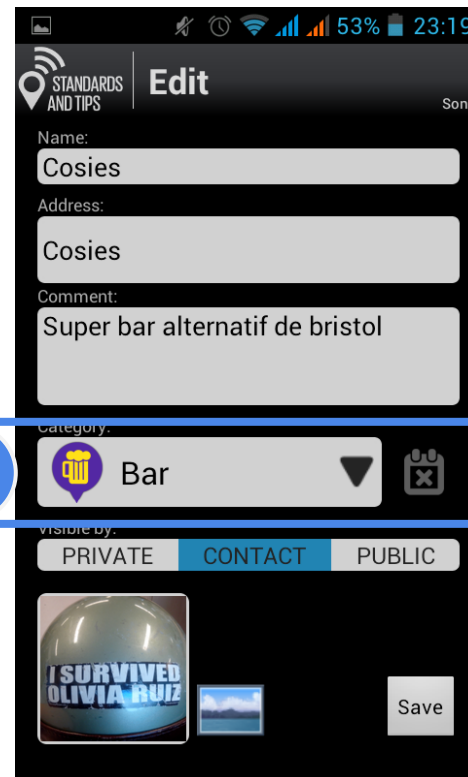 53% 23:19
STANDARDS
AND TIPS
Edit
Son
Name:
Cosies
Address:
Cosies
Comment:
Super bar alternatif de bristol
Category:
Bar
Visible by:
PRIVATE CONTACT PUBLIC
I SURVIVED
OLIVIA RUIZ
Save